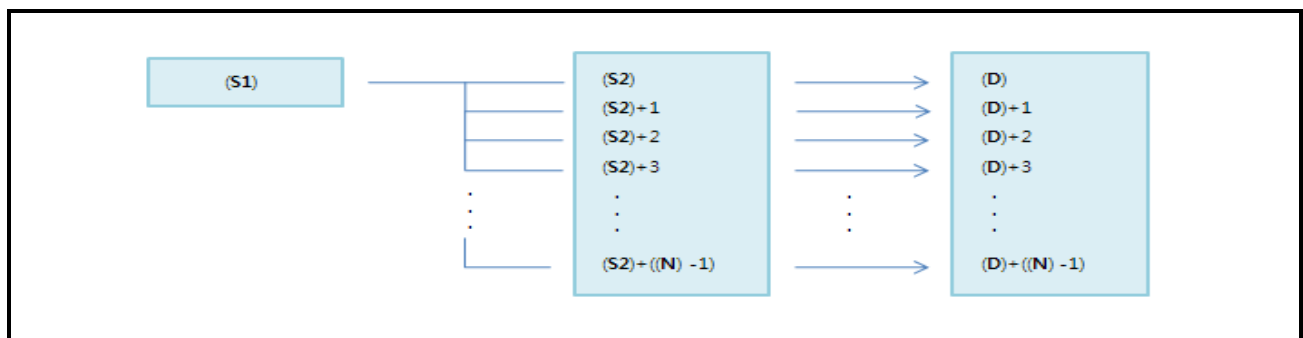 (S1) (S2) (D)
(S2)+1 (D)+1
(S2)+2 (D)+2
(S2)+3 (D)+3
(S2)+((N) -1) (D)+((N) -1)